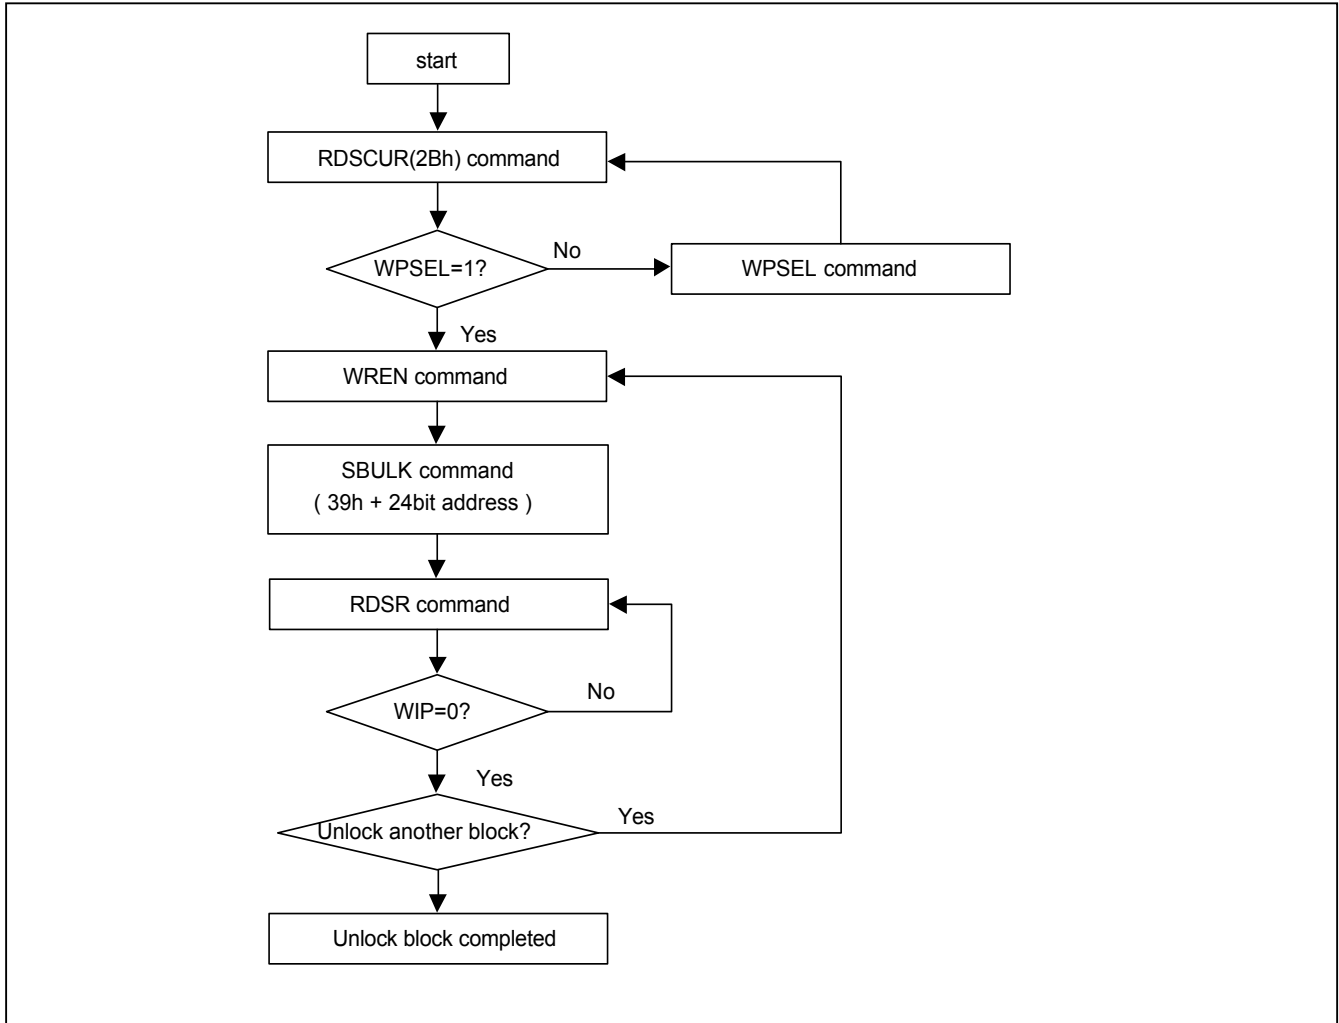 start
RDSCUR(2Bh) command
WPSEL=1?
No
WPSEL command
Yes
WREN command
SBULK command
( 39h + 24bit address )
RDSR command
WIP=0?
No
Yes
Unlock another block?
Yes
Unlock block completed